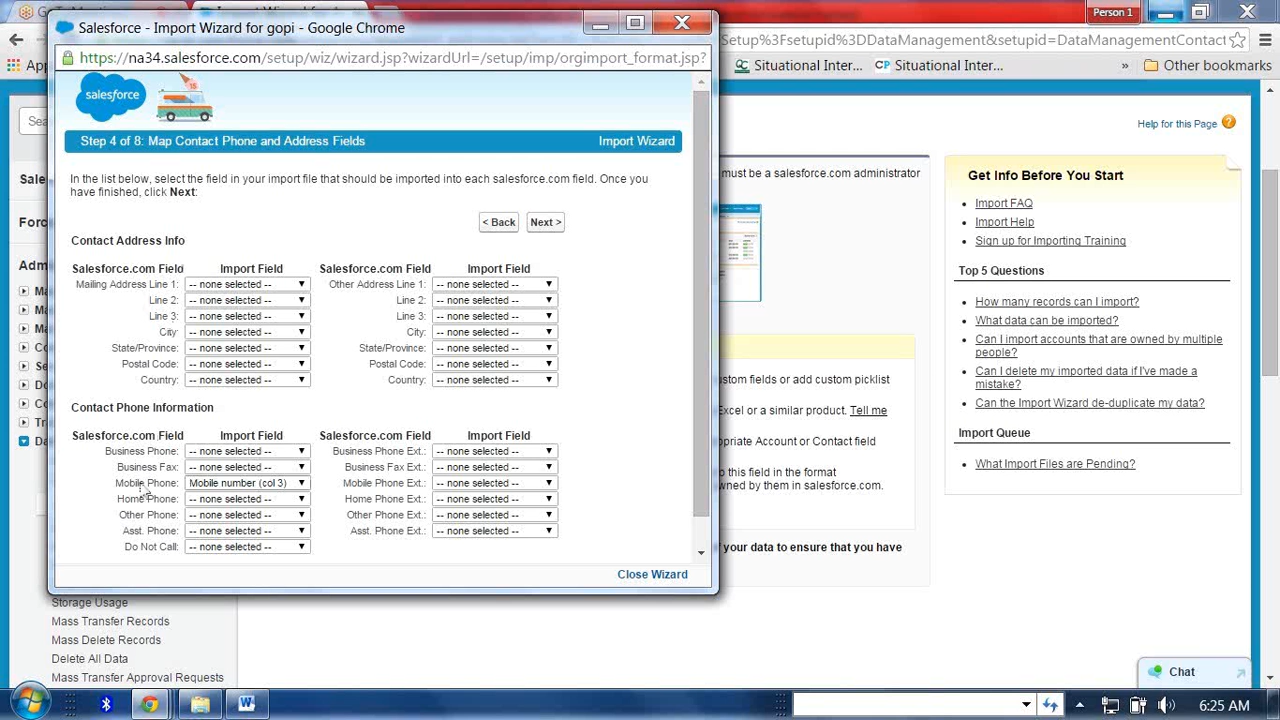 Go To Meeting
Person 1
Salesforce - Import Wizard for gopi - Google Chrome
https://na34.salesforce.com/setup/wiz/wizard.jsp?wizardUrl=/setup/imp/orgimport_format.jsp?
Setup%3Fsetupid%3DDataManagement&setupid=DataManagementContact
Situational Inter...
CP Situational Inter...
»
Other bookmarks
salesforce
15
Step 4 of 8: Map Contact Phone and Address Fields
Import Wizard
In the list below, select the field in your import file that should be imported into each salesforce.com field. Once you
have finished, click Next:
< Back Next >
Contact Address Info
Salesforce.com Field Import Field Salesforce.com Field Import Field
Mailing Address Line 1: -- none selected -- Other Address Line 1: -- none selected --
Line 2: -- none selected -- Line 2: -- none selected --
Line 3: -- none selected -- Line 3: -- none selected --
City: -- none selected -- City: -- none selected --
State/Province: -- none selected -- State/Province: -- none selected --
Postal Code: -- none selected -- Postal Code: -- none selected --
Country: -- none selected -- Country: -- none selected --
Contact Phone Information
Salesforce.com Field Import Field Salesforce.com Field Import Field
Business Phone: -- none selected -- Business Phone Ext.: -- none selected --
Business Fax: -- none selected -- Business Fax Ext.: -- none selected --
Mobile Phone: Mobile number (col 3) Mobile Phone Ext.: -- none selected --
Home Phone: -- none selected -- Home Phone Ext.: -- none selected --
Other Phone: -- none selected -- Other Phone Ext.: -- none selected --
Asst. Phone: -- none selected -- Asst. Phone Ext.: -- none selected --
Do Not Call: -- none selected --
Close Wizard
Help for this Page
must be a salesforce.com administrator
custom fields or add custom picklist
Excel or a similar product. Tell me
Account or Contact field
this field in the format
owned by them in salesforce.com.
your data to ensure that you have
Get Info Before You Start
Import FAQ
Import Help
Sign up for Importing Training
Top 5 Questions
How many records can I import?
What data can be imported?
Can I import accounts that are owned by multiple
people?
Can I delete my imported data if I've made a
mistake?
Can the Import Wizard de-duplicate my data?
Import Queue
What Import Files are Pending?
Storage Usage
Mass Transfer Records
Mass Delete Records
Delete All Data
Mass Transfer Approval Requests
Chat
6:25 AM